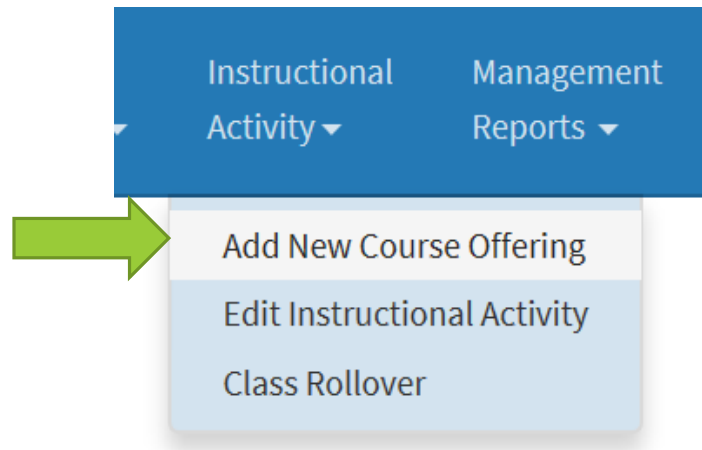 Instructional
Activity
Management
Reports
Add New Course Offering
Edit Instructional Activity
Class Rollover